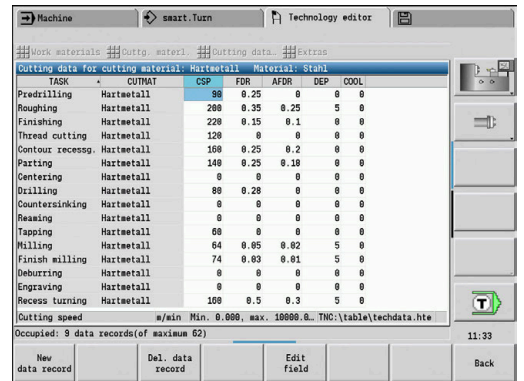 Machine smart.Turn Technology editor
Work materials Cuttg. materl. Cutting data… Extras
Cutting data for cutting material: Hartmetall Material: Stahl
TASK CUTMAT CSP FDR AFDR DEP COOL
Predrilling Hartmetall 90 0.25 0 0 0
Roughing Hartmetall 200 0.35 0.25 5 0
Finishing Hartmetall 220 0.15 0.1 0 0
Thread cutting Hartmetall 120 0 0 0 0
Contour recessg. Hartmetall 160 0.25 0.2 0 0
Parting Hartmetall 140 0.25 0.18 0 0
Centering Hartmetall 0 0 0 0 0
Drilling Hartmetall 80 0.28 0 0 0
Countersinking Hartmetall 0 0 0 0 0
Reaming Hartmetall 0 0 0 0 0
Tapping Hartmetall 60 0 0 0 0
Milling Hartmetall 64 0.05 0.02 5 0
Finish milling Hartmetall 74 0.03 0.01 5 0
Deburring Hartmetall 0 0 0 0 0
Engraving Hartmetall 0 0 0 0 0
Recess turning Hartmetall 160 0.5 0.3 5 0
Cutting speed m/min Min. 0.000, max. 10000.0… TNC:\table\techdata.hte
Occupied: 9 data records(of maximum 62)
T
11:33
New data record
Del. data record
Edit field
Back